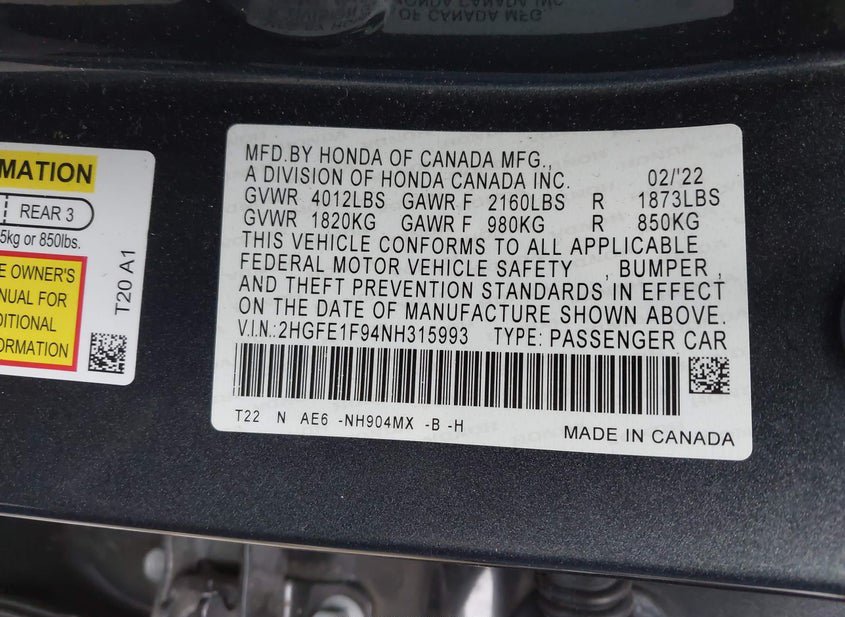 MATION
REAR 3
5kg or 850lbs.
E OWNER'S
NUAL FOR
DITIONAL
ORMATION
T20 A1
MFD.BY HONDA OF CANADA MFG.,
A DIVISION OF HONDA CANADA INC. 02/'22
GVWR 4012LBS GAWR F 2160LBS R 1873LBS
GVWR 1820KG GAWR F 980KG R 850KG
THIS VEHICLE CONFORMS TO ALL APPLICABLE
FEDERAL MOTOR VEHICLE SAFETY , BUMPER ,
AND THEFT PREVENTION STANDARDS IN EFFECT
ON THE DATE OF MANUFACTURE SHOWN ABOVE.
V.I.N.: 2HGFE1F94NH315993 TYPE: PASSENGER CAR
T22 N AE6 -NH904MX -B -H
MADE IN CANADA